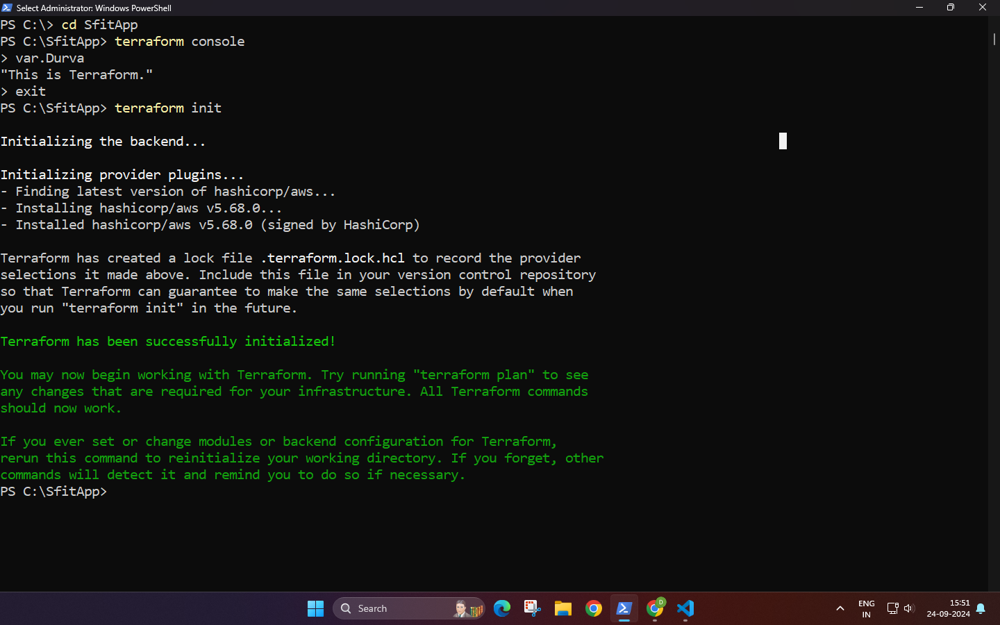 Select Administrator: Windows PowerShell
PS C:\> cd SfitApp
PS C:\SfitApp> terraform console
> var.Durva
"This is Terraform."
> exit
PS C:\SfitApp> terraform init
Initializing the backend...
Initializing provider plugins...
- Finding latest version of hashicorp/aws...
- Installing hashicorp/aws v5.68.0...
- Installed hashicorp/aws v5.68.0 (signed by HashiCorp)
Terraform has created a lock file .terraform.lock.hcl to record the provider
selections it made above. Include this file in your version control repository
so that Terraform can guarantee to make the same selections by default when
you run "terraform init" in the future.
Terraform has been successfully initialized!
You may now begin working with Terraform. Try running "terraform plan" to see
any changes that are required for your infrastructure. All Terraform commands
should now work.
If you ever set or change modules or backend configuration for Terraform,
rerun this command to reinitialize your working directory. If you forget, other
commands will detect it and remind you to do so if necessary.
PS C:\SfitApp>
Search
D
ENG
IN
15:51
24-09-2024